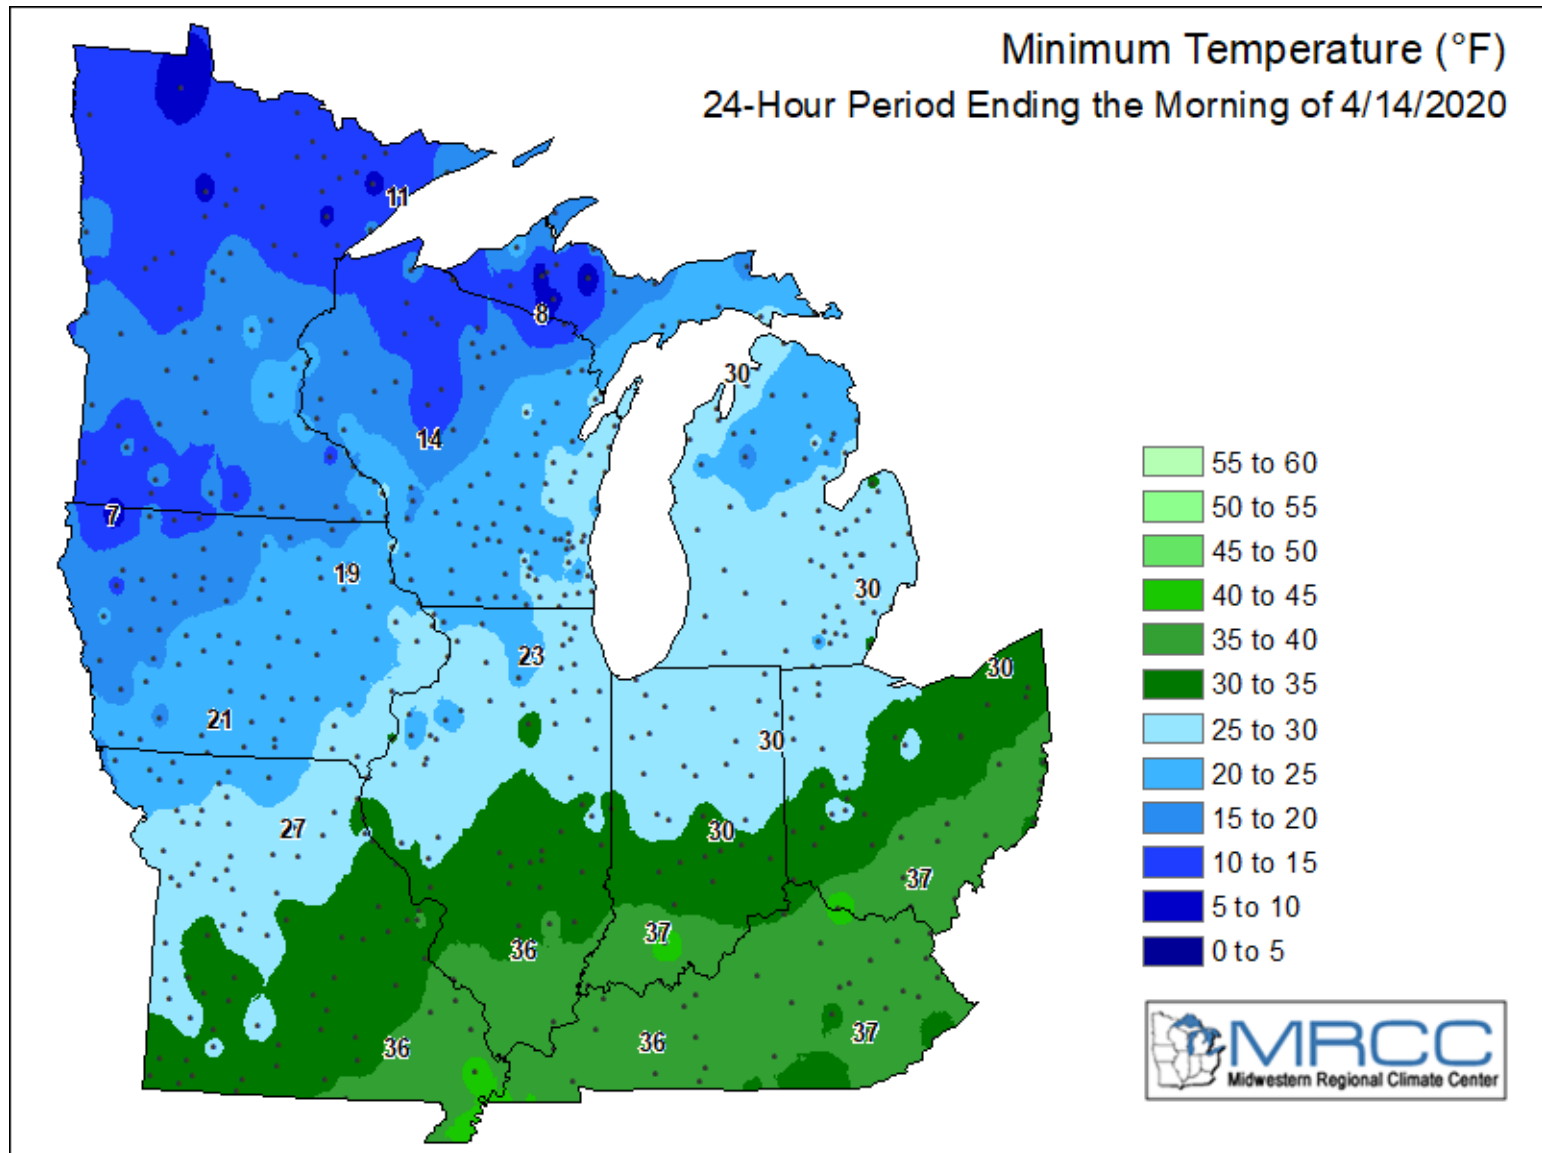 Minimum Temperature (°F)
24-Hour Period Ending the Morning of 4/14/2020
11
8
30
14
7
19
30
23
30
21
30
27
30
37
37
36
36
36
37
55 to 60
50 to 55
45 to 50
40 to 45
35 to 40
30 to 35
25 to 30
20 to 25
15 to 20
10 to 15
5 to 10
0 to 5
MRCC
Midwestern Regional Climate Center